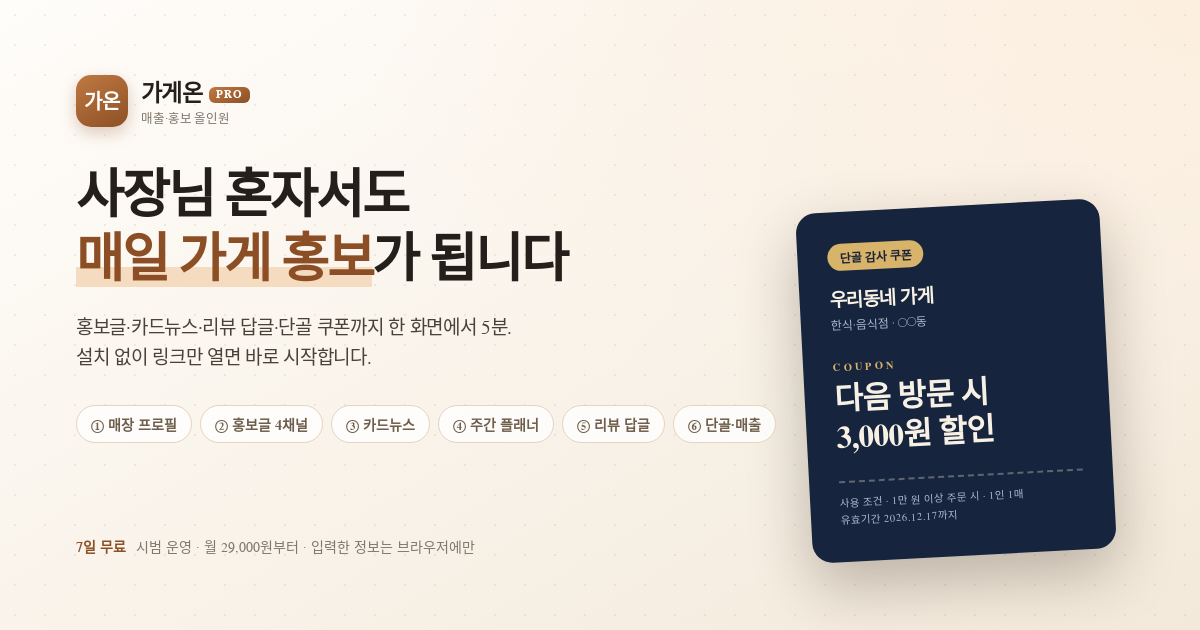 가온
가게온 PRO
매출·홍보 올인원
사장님 혼자서도
매일 가게 홍보가 됩니다
홍보글·카드뉴스·리뷰 답글·단골 쿠폰까지 한 화면에서 5분.
설치 없이 링크만 열면 바로 시작합니다.
① 매장 프로필 ② 홍보글 4채널 ③ 카드뉴스 ④ 주간 플래너 ⑤ 리뷰 답글 ⑥ 단골·매출
7일 무료 시범 운영 · 월 29,000원부터 · 입력한 정보는 브라우저에만
단골 감사 쿠폰
우리동네 가게
한식·음식점 · ○○동
COUPON
다음 방문 시
3,000원 할인
사용 조건 · 1만 원 이상 주문 시 · 1인 1매
유효기간 2026.12.17까지